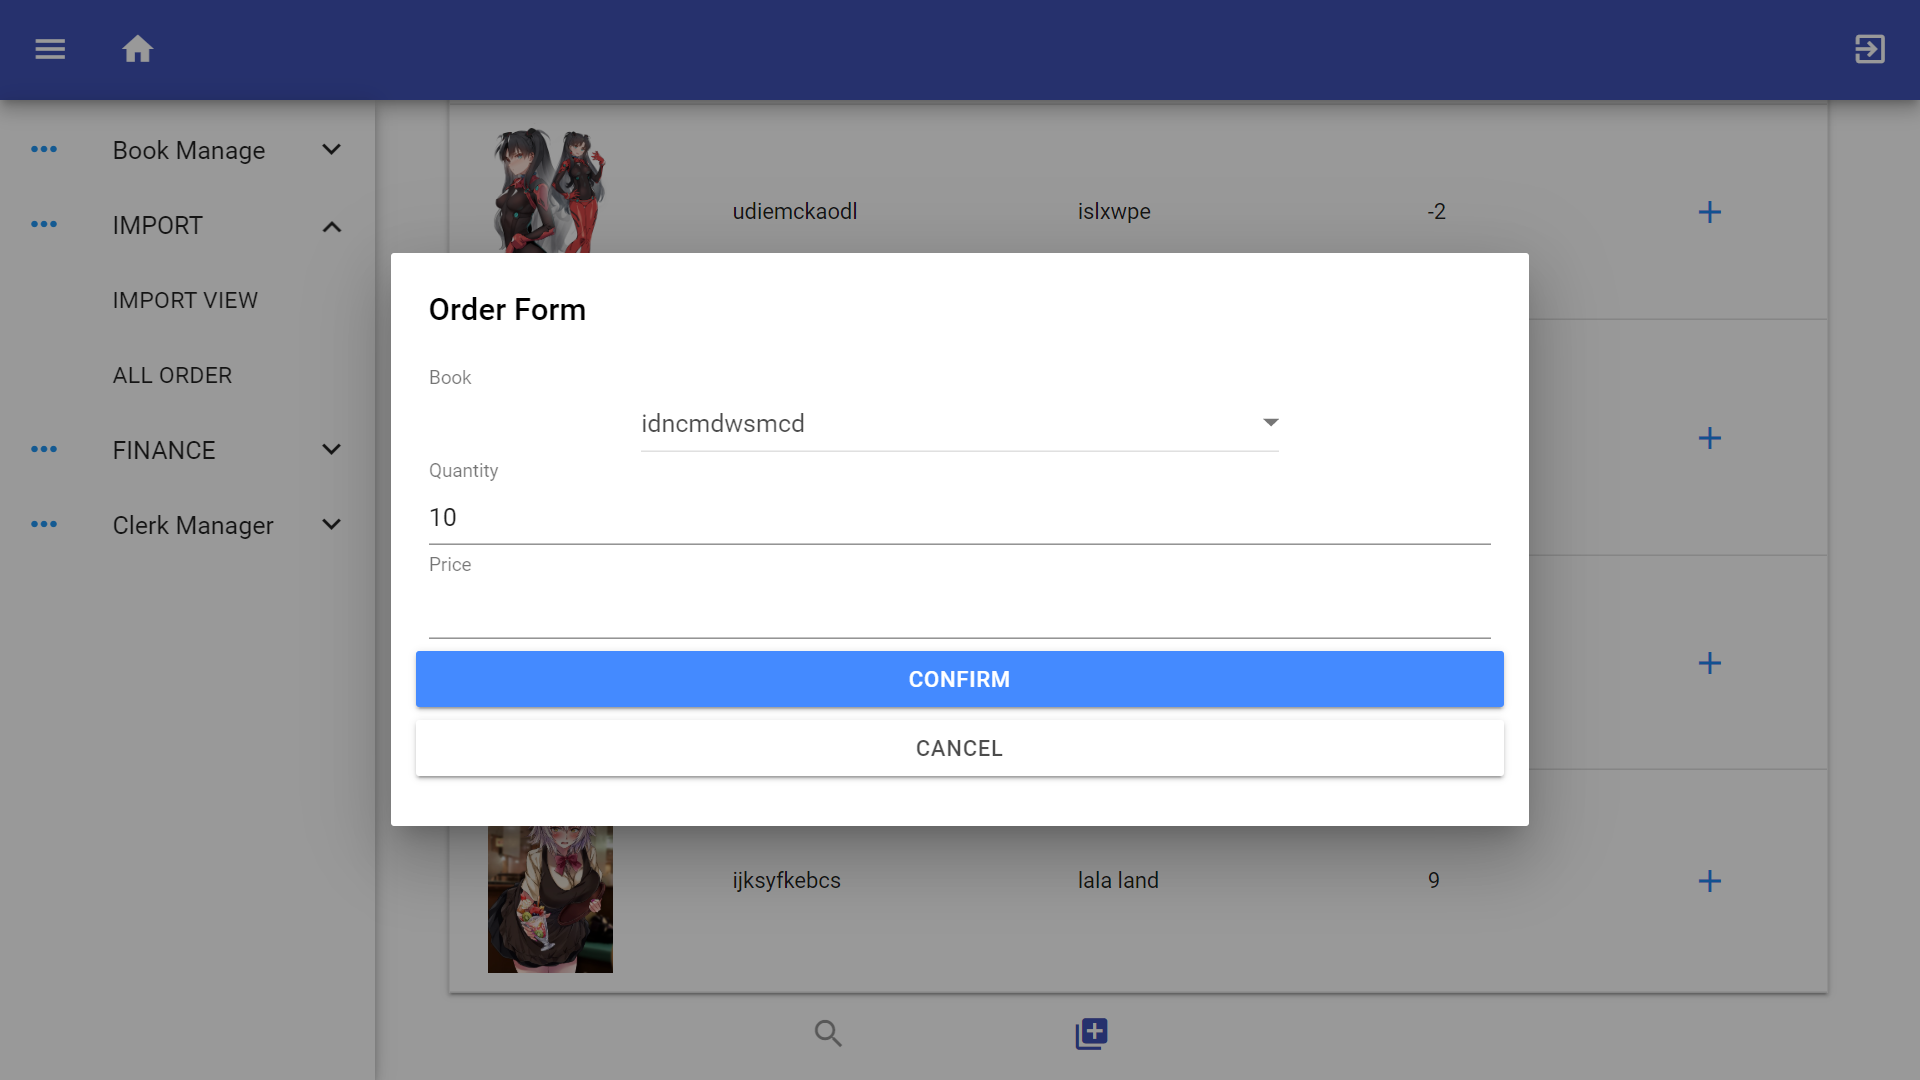 Book Manage
IMPORT
IMPORT VIEW
ALL ORDER
FINANCE
Clerk Manager
udiemckaodl islxwpe -2
Order Form
Book
idncmdwsmcd
Quantity
10
Price
CONFIRM
CANCEL
ijksyfkebcs lala land 9